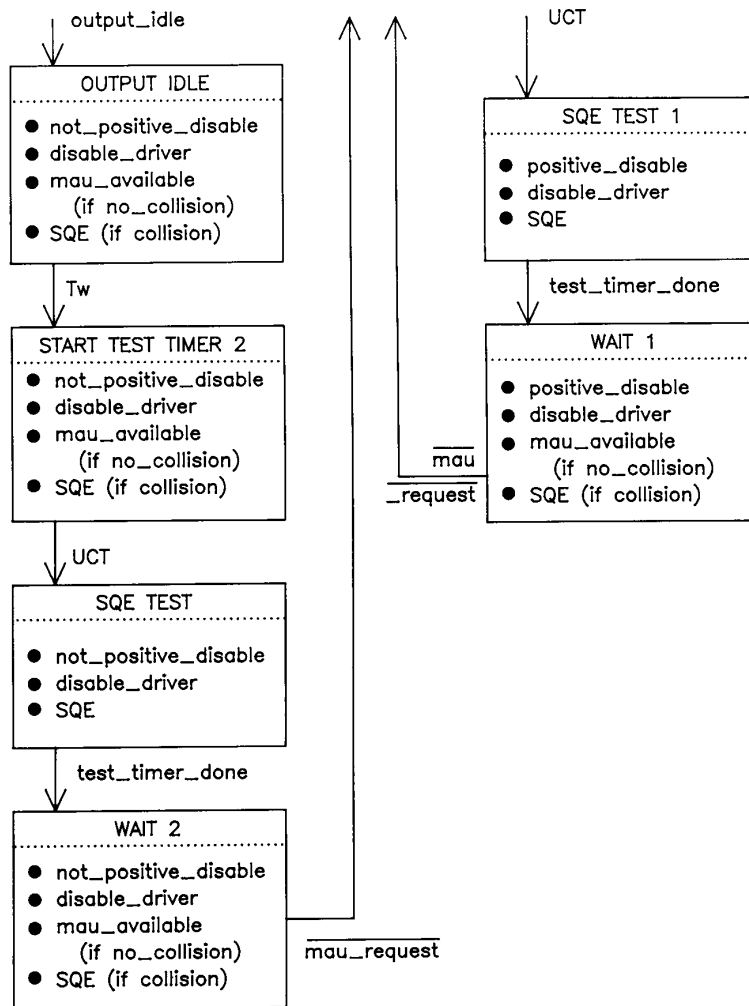 output_idle
OUTPUT IDLE
● not_positive_disable
● disable_driver
● mau_available
(if no_collision)
● SQE (if collision)
Tw
START TEST TIMER 2
● not_positive_disable
● disable_driver
● mau_available
(if no_collision)
● SQE (if collision)
UCT
SQE TEST
● not_positive_disable
● disable_driver
● SQE
test_timer_done
WAIT 2
● not_positive_disable
● disable_driver
● mau_available
(if no_collision)
● SQE (if collision)
mau_request
UCT
SQE TEST 1
● positive_disable
● disable_driver
● SQE
test_timer_done
WAIT 1
● positive_disable
● disable_driver
● mau_available
(if no_collision)
● SQE (if collision)
mau
_request